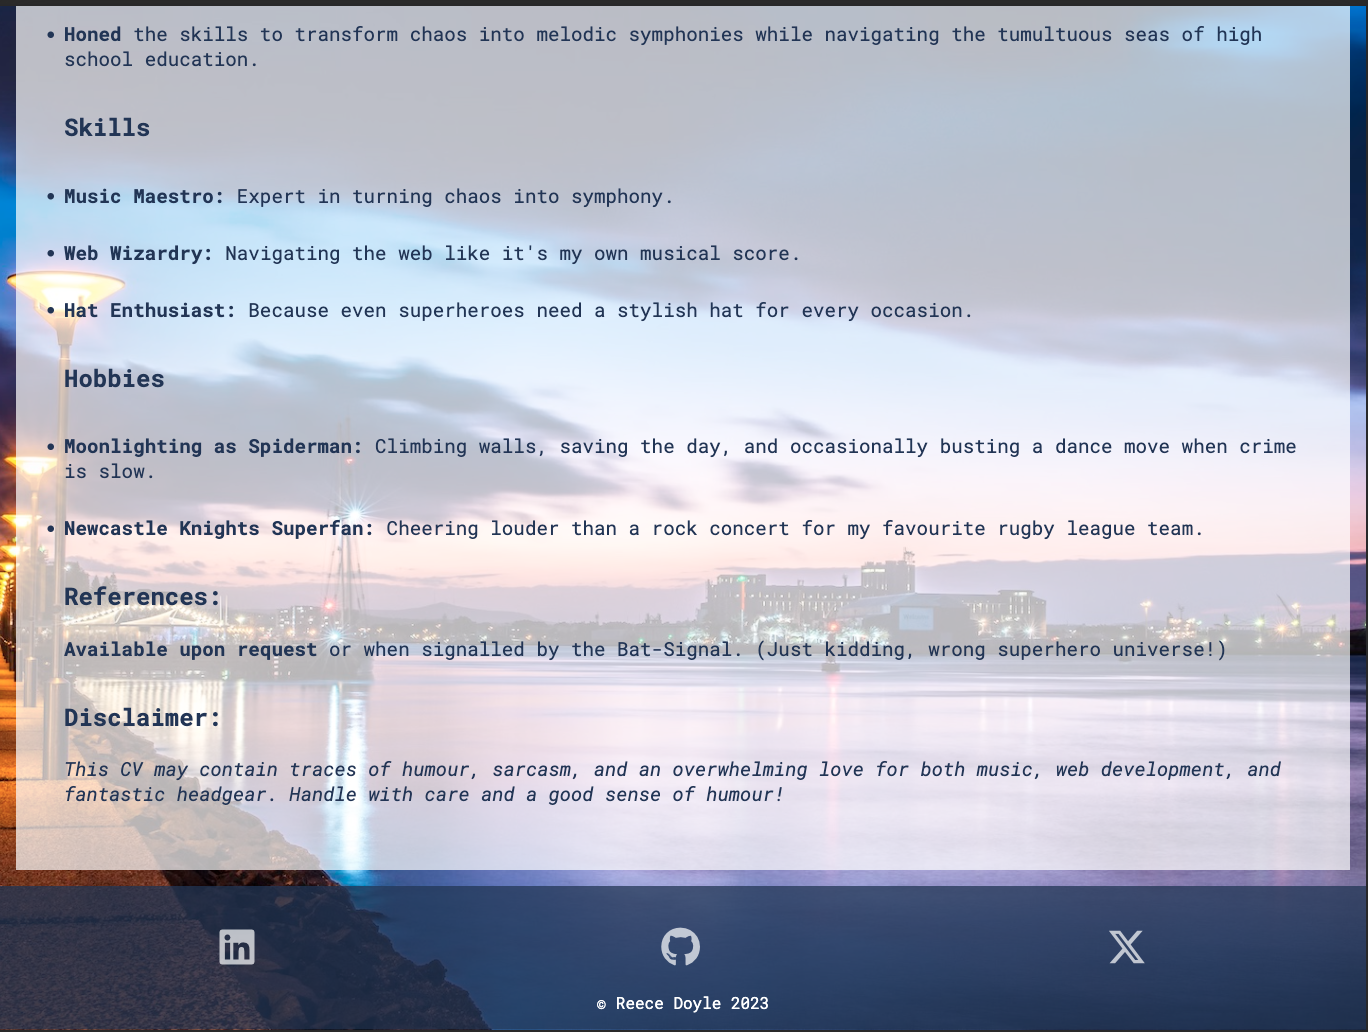 • Honed the skills to transform chaos into melodic symphonies while navigating the tumultuous seas of high
school education.
Skills
• Music Maestro: Expert in turning chaos into symphony.
• Web Wizardry: Navigating the web like it's my own musical score.
• Hat Enthusiast: Because even superheroes need a stylish hat for every occasion.
Hobbies
• Moonlighting as Spiderman: Climbing walls, saving the day, and occasionally busting a dance move when crime
is slow.
• Newcastle Knights Superfan: Cheering louder than a rock concert for my favourite rugby league team.
References:
Available upon request or when signalled by the Bat-Signal. (Just kidding, wrong superhero universe!)
Disclaimer:
This CV may contain traces of humour, sarcasm, and an overwhelming love for both music, web development, and
fantastic headgear. Handle with care and a good sense of humour!
in
© Reece Doyle 2023